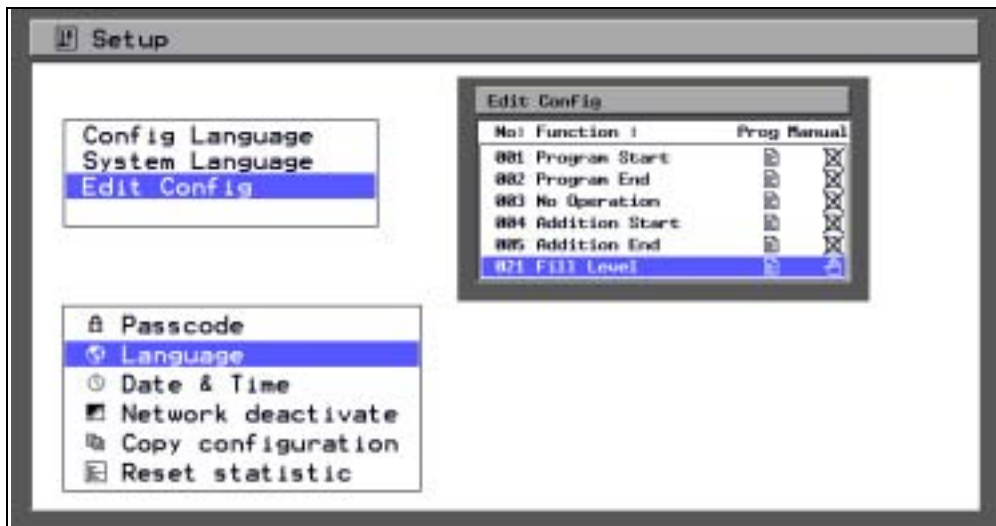 Setup
Config Language
System Language
Edit Config
Passcode
Language
Date & Time
Network deactivate
Copy configuration
Reset statistic
Edit Config
No: Function : Prog Manual
001 Program Start
002 Program End
003 No Operation
004 Addition Start
005 Addition End
021 Fill Level